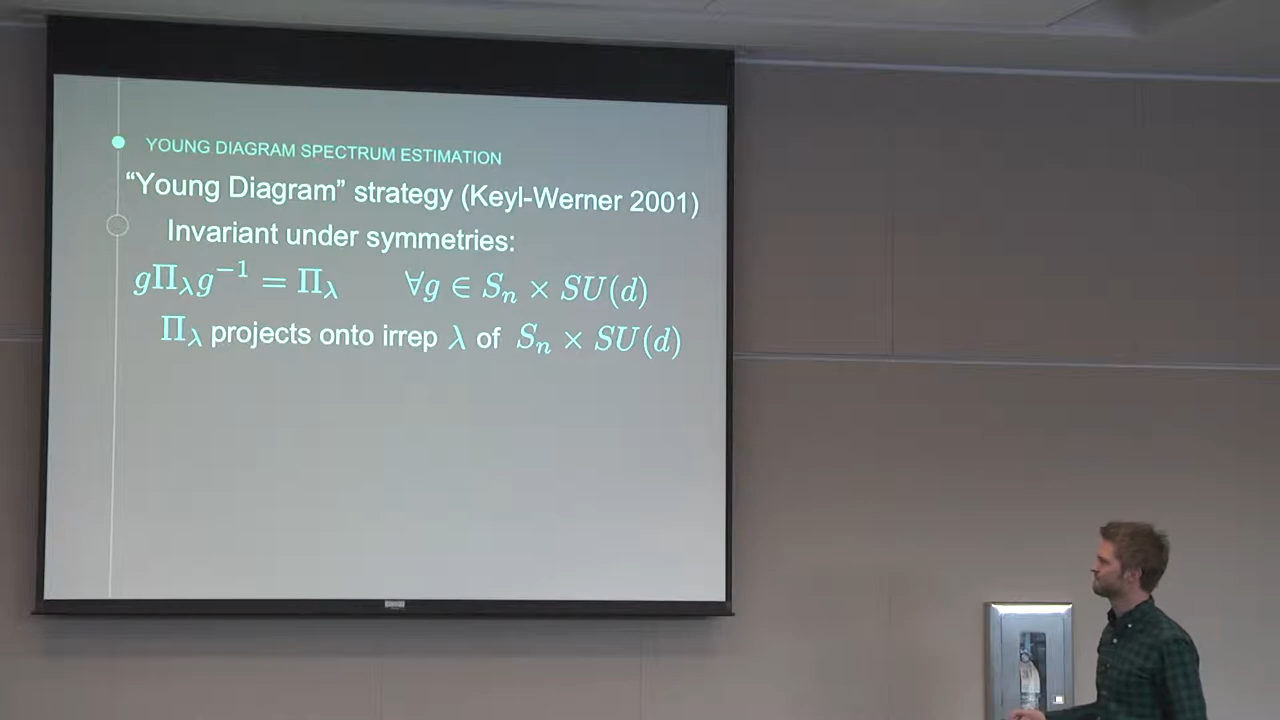 YOUNG DIAGRAM SPECTRUM ESTIMATION
“Young Diagram” strategy (Keyl-Werner 2001)
Invariant under symmetries:
gΠ_λg⁻¹ = Π_λ ∀g ∈ S_n × SU(d)
Π_λ projects onto irrep λ of S_n × SU(d)